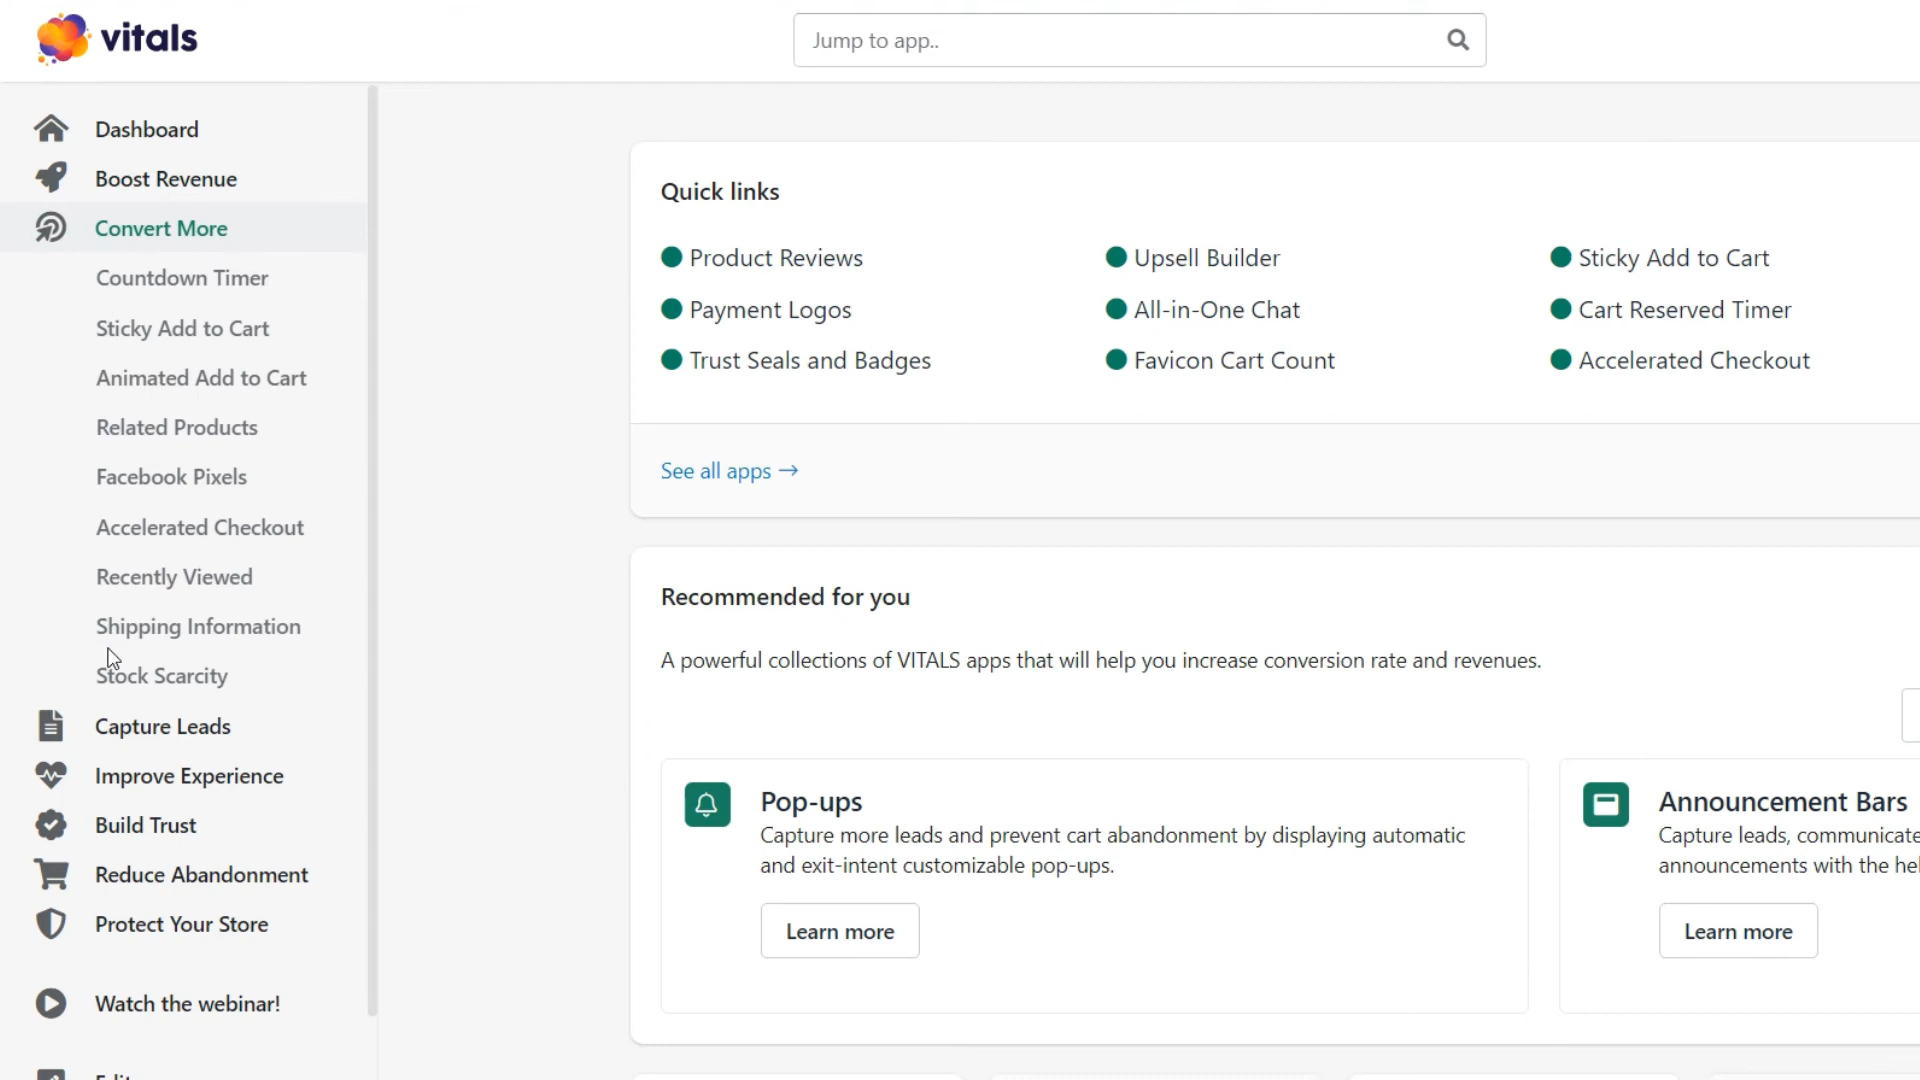 vitals
Jump to app..
Dashboard
Boost Revenue
Convert More
Countdown Timer
Sticky Add to Cart
Animated Add to Cart
Related Products
Facebook Pixels
Accelerated Checkout
Recently Viewed
Shipping Information
Stock Scarcity
Capture Leads
Improve Experience
Build Trust
Reduce Abandonment
Protect Your Store
Watch the webinar!
Quick links
Product Reviews
Upsell Builder
Sticky Add to Cart
Payment Logos
All-in-One Chat
Cart Reserved Timer
Trust Seals and Badges
Favicon Cart Count
Accelerated Checkout
See all apps →
Recommended for you
A powerful collections of VITALS apps that will help you increase conversion rate and revenues.
Pop-ups
Capture more leads and prevent cart abandonment by displaying automatic
and exit-intent customizable pop-ups.
Learn more
Announcement Bars
Capture leads, communicate
announcements with the
Learn more